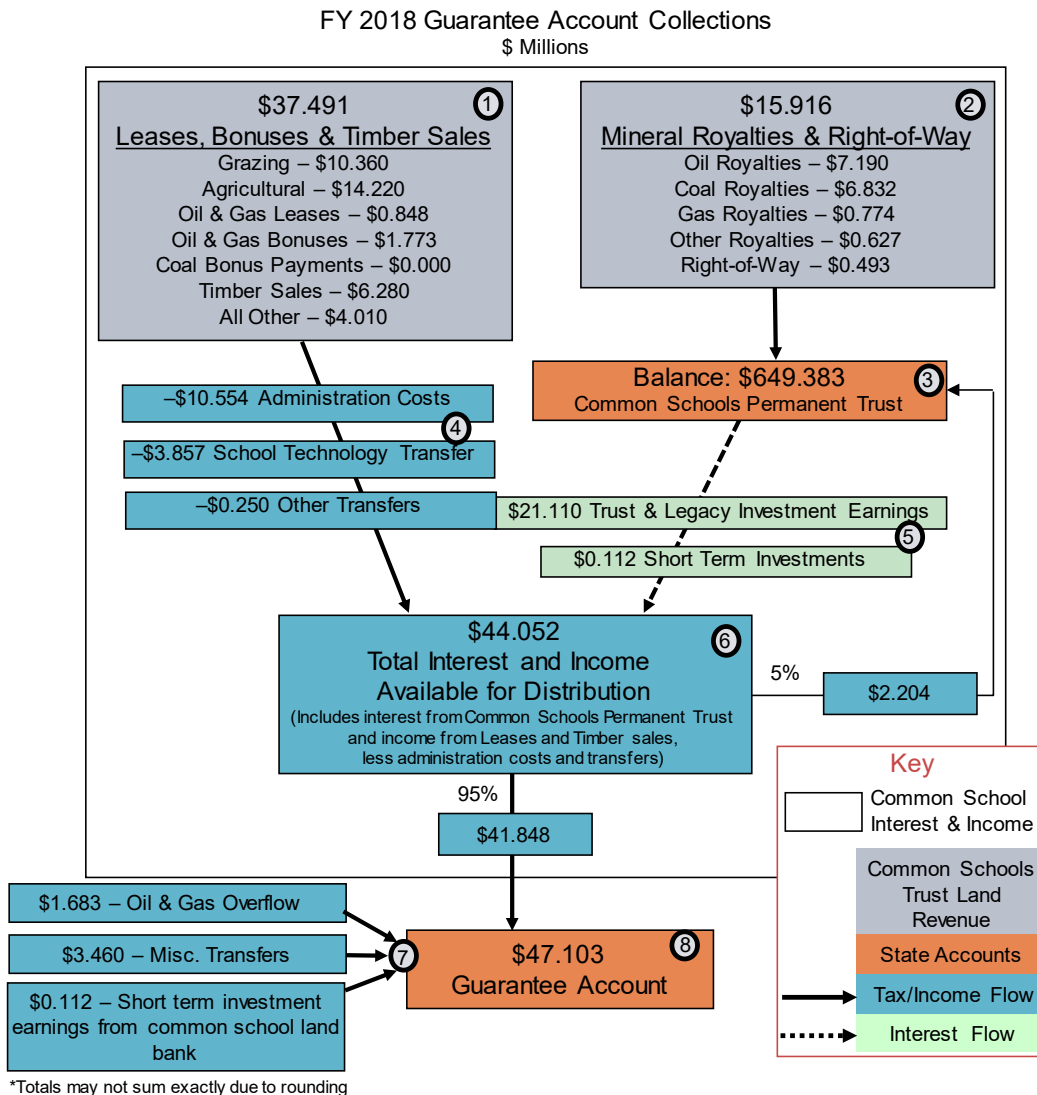 FY 2018 Guarantee Account Collections
$ Millions
$37.491
1
Leases, Bonuses & Timber Sales
Grazing – $10.360
Agricultural – $14.220
Oil & Gas Leases – $0.848
Oil & Gas Bonuses – $1.773
Coal Bonus Payments – $0.000
Timber Sales – $6.280
All Other – $4.010
$15.916
2
Mineral Royalties & Right-of-Way
Oil Royalties – $7.190
Coal Royalties – $6.832
Gas Royalties – $0.774
Other Royalties – $0.627
Right-of-Way – $0.493
Balance: $649.383
3
Common Schools Permanent Trust
–$10.554 Administration Costs
4
–$3.857 School Technology Transfer
–$0.250 Other Transfers
$21.110 Trust & Legacy Investment Earnings
5
$0.112 Short Term Investments
$44.052
6
Total Interest and Income
Available for Distribution
(Includes interest from Common Schools Permanent Trust
and income from Leases and Timber sales,
less administration costs and transfers)
5%
$2.204
95%
$41.848
$1.683 – Oil & Gas Overflow
$3.460 – Misc. Transfers
$0.112 – Short term investment
earnings from common school land
bank
7
$47.103
8
Guarantee Account
Key
Common School
Interest & Income
Common Schools
Trust Land
Revenue
State Accounts
Tax/Income Flow
Interest Flow
*Totals may not sum exactly due to rounding